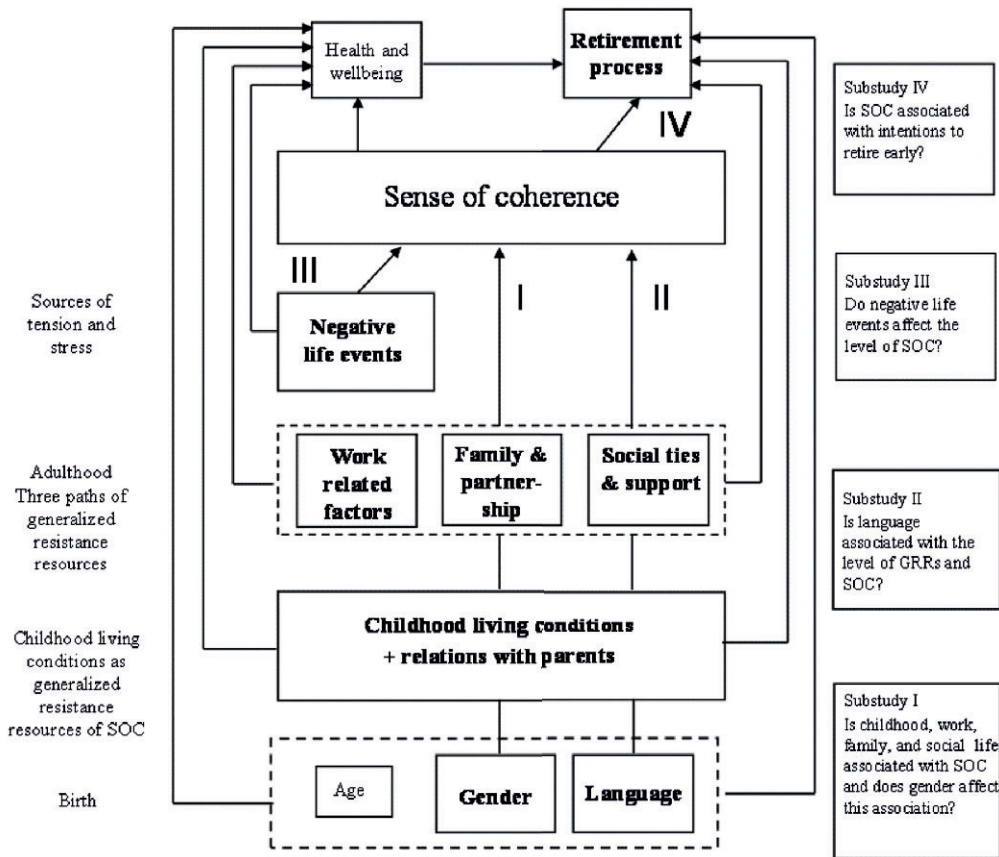 Health and
wellbeing
Retirement
process
IV
Sense of coherence
III
I
II
Negative
life events
Work
related
factors
Family &
partner-
ship
Social ties
& support
Childhood living conditions
+ relations with parents
Age
Gender
Language
Sources of
tension and
stress
Adulthood
Three paths of
generalized
resistance
resources
Childhood living
conditions as
generalized
resistance
resources of SOC
Birth
Substudy IV
Is SOC associated
with intentions to
retire early?
Substudy III
Do negative life
events affect the
level of SOC?
Substudy II
Is language
associated with the
level of GRRs and
SOC?
Substudy I
Is childhood, work,
family, and social life
associated with SOC
and does gender affect
this association?